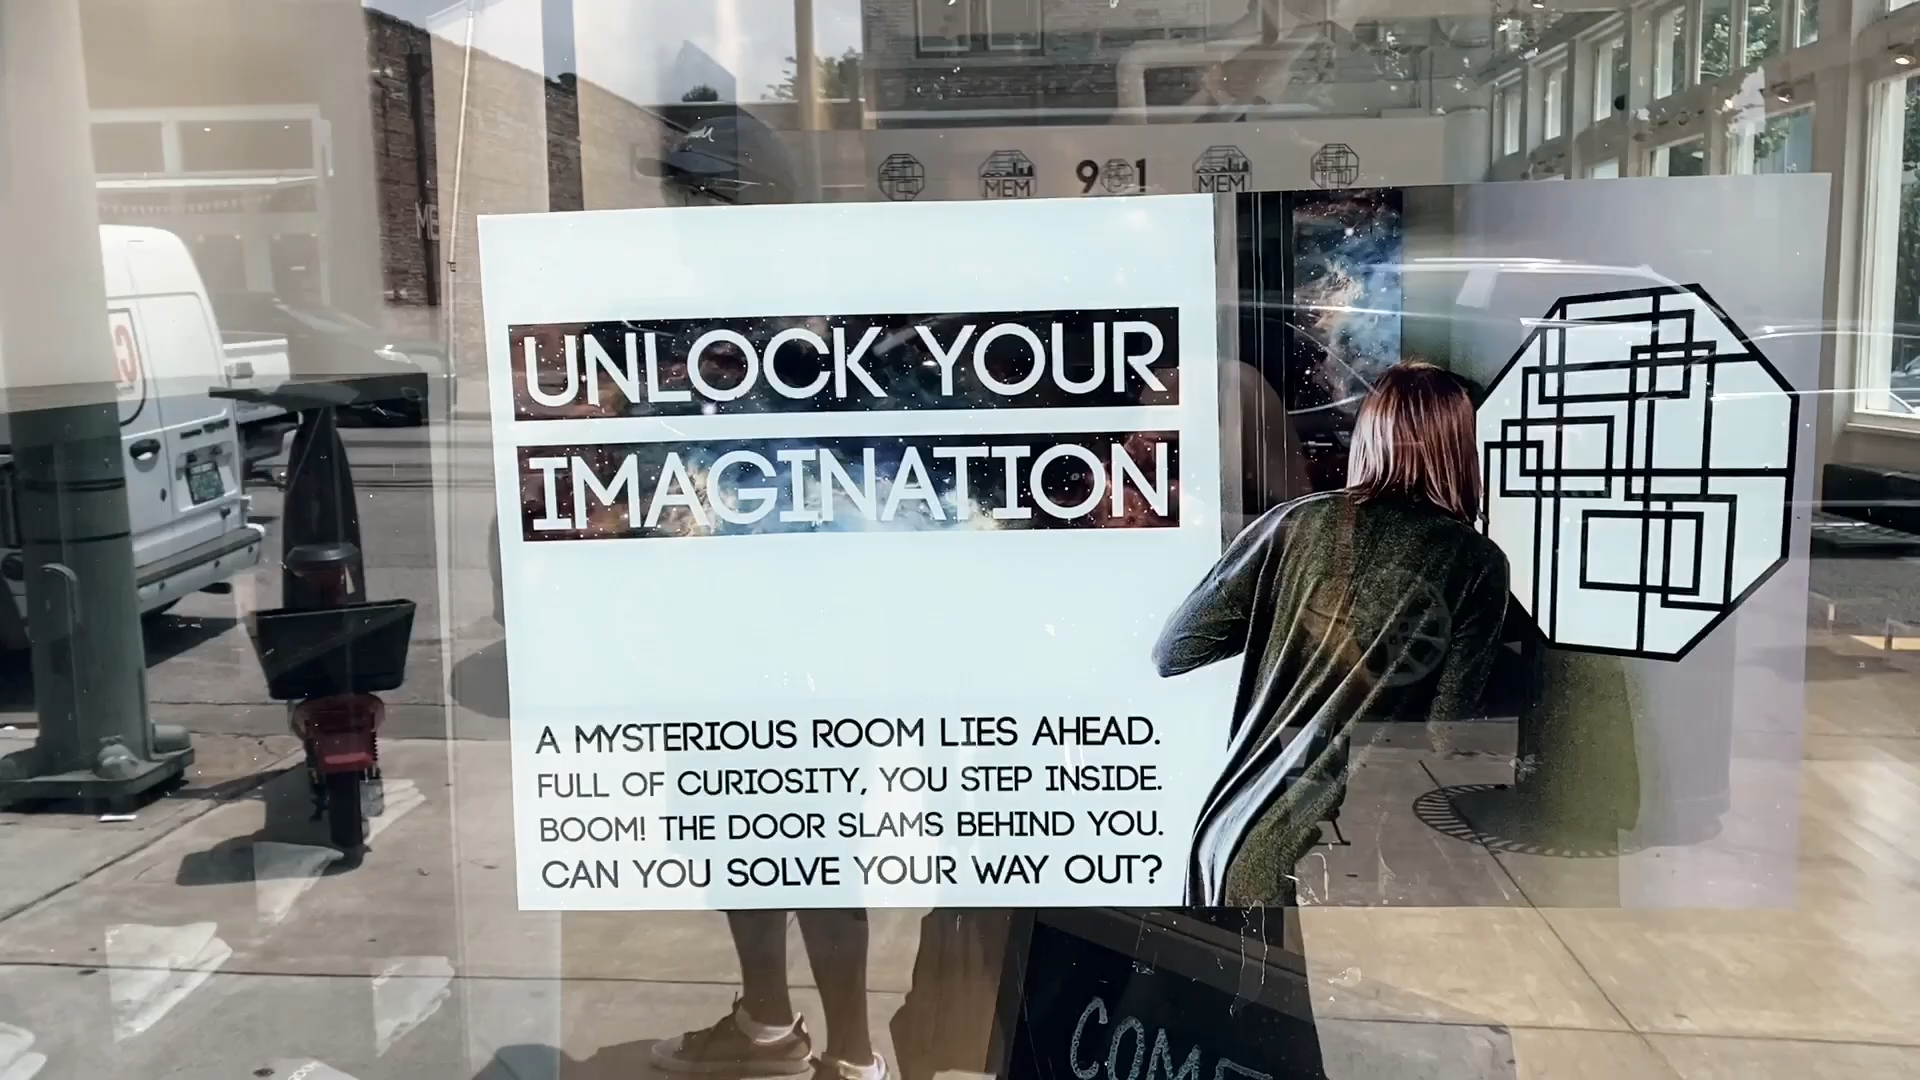 MEM 901 MEM
UNLOCK YOUR
IMAGINATION
A MYSTERIOUS ROOM LIES AHEAD.
FULL OF CURIOSITY, YOU STEP INSIDE.
BOOM! THE DOOR SLAMS BEHIND YOU.
CAN YOU SOLVE YOUR WAY OUT?
COME